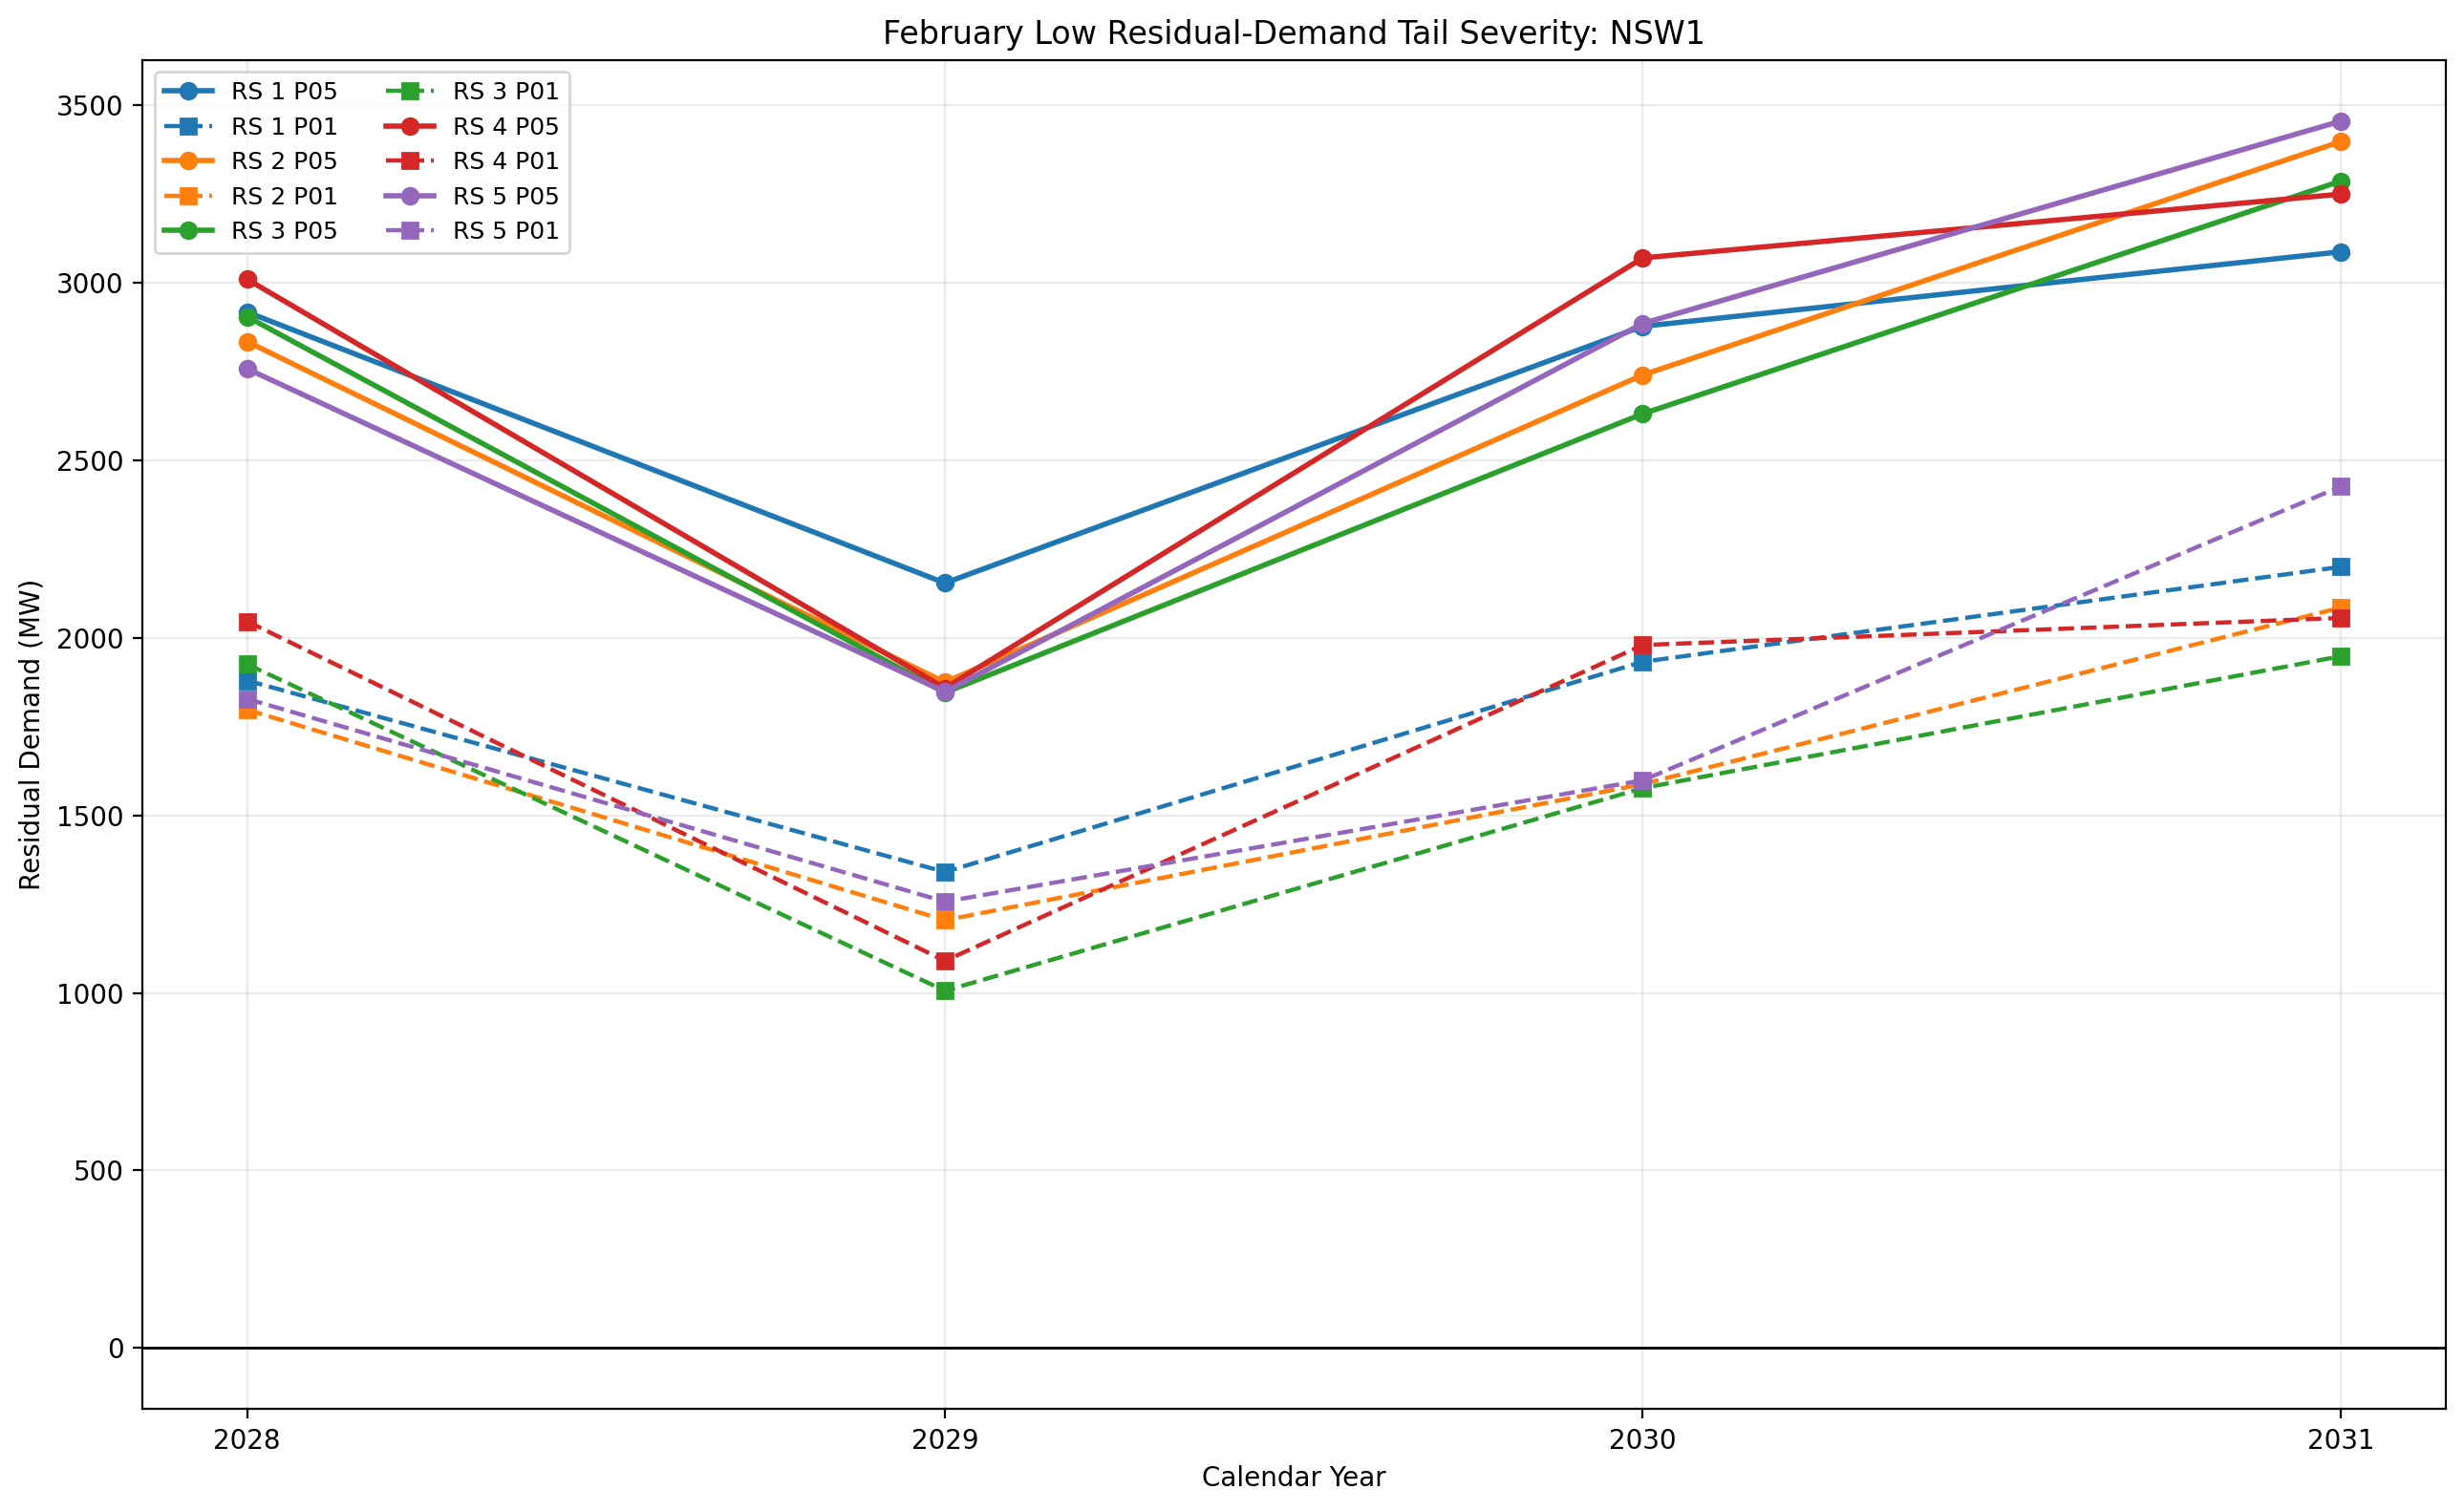 February Low Residual-Demand Tail Severity: NSW1
RS 1 P05
RS 1 P01
RS 2 P05
RS 2 P01
RS 3 P05
RS 3 P01
RS 4 P05
RS 4 P01
RS 5 P05
RS 5 P01
Residual Demand (MW)
3500
3000
2500
2000
1500
1000
500
0
2028
2029
2030
2031
Calendar Year